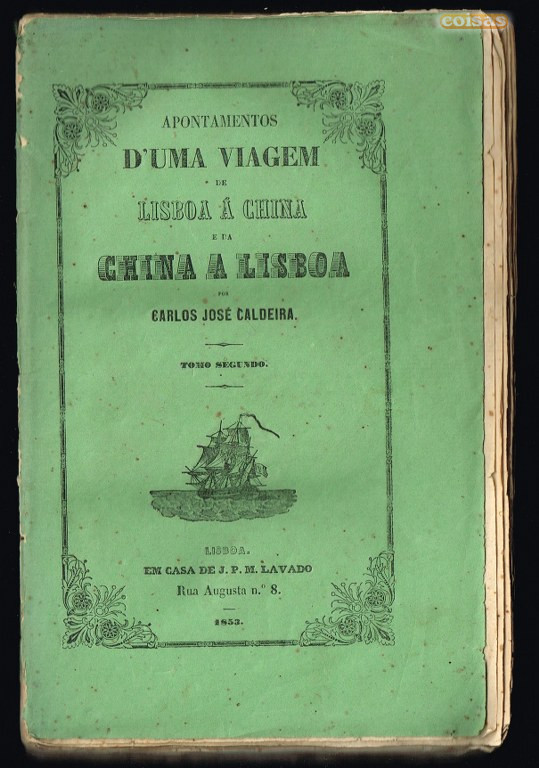 coisas
APONTAMENTOS
D'UMA VIAGEM
DE
LISBOA Á CHINA
E DA
CHINA A LISBOA
POR
CARLOS JOSÉ CALDEIRA.
TOMO SEGUNDO.
LISBOA.
EM CASA DE J. P. M. LAVADO
Rua Augusta n.º 8.
1853.